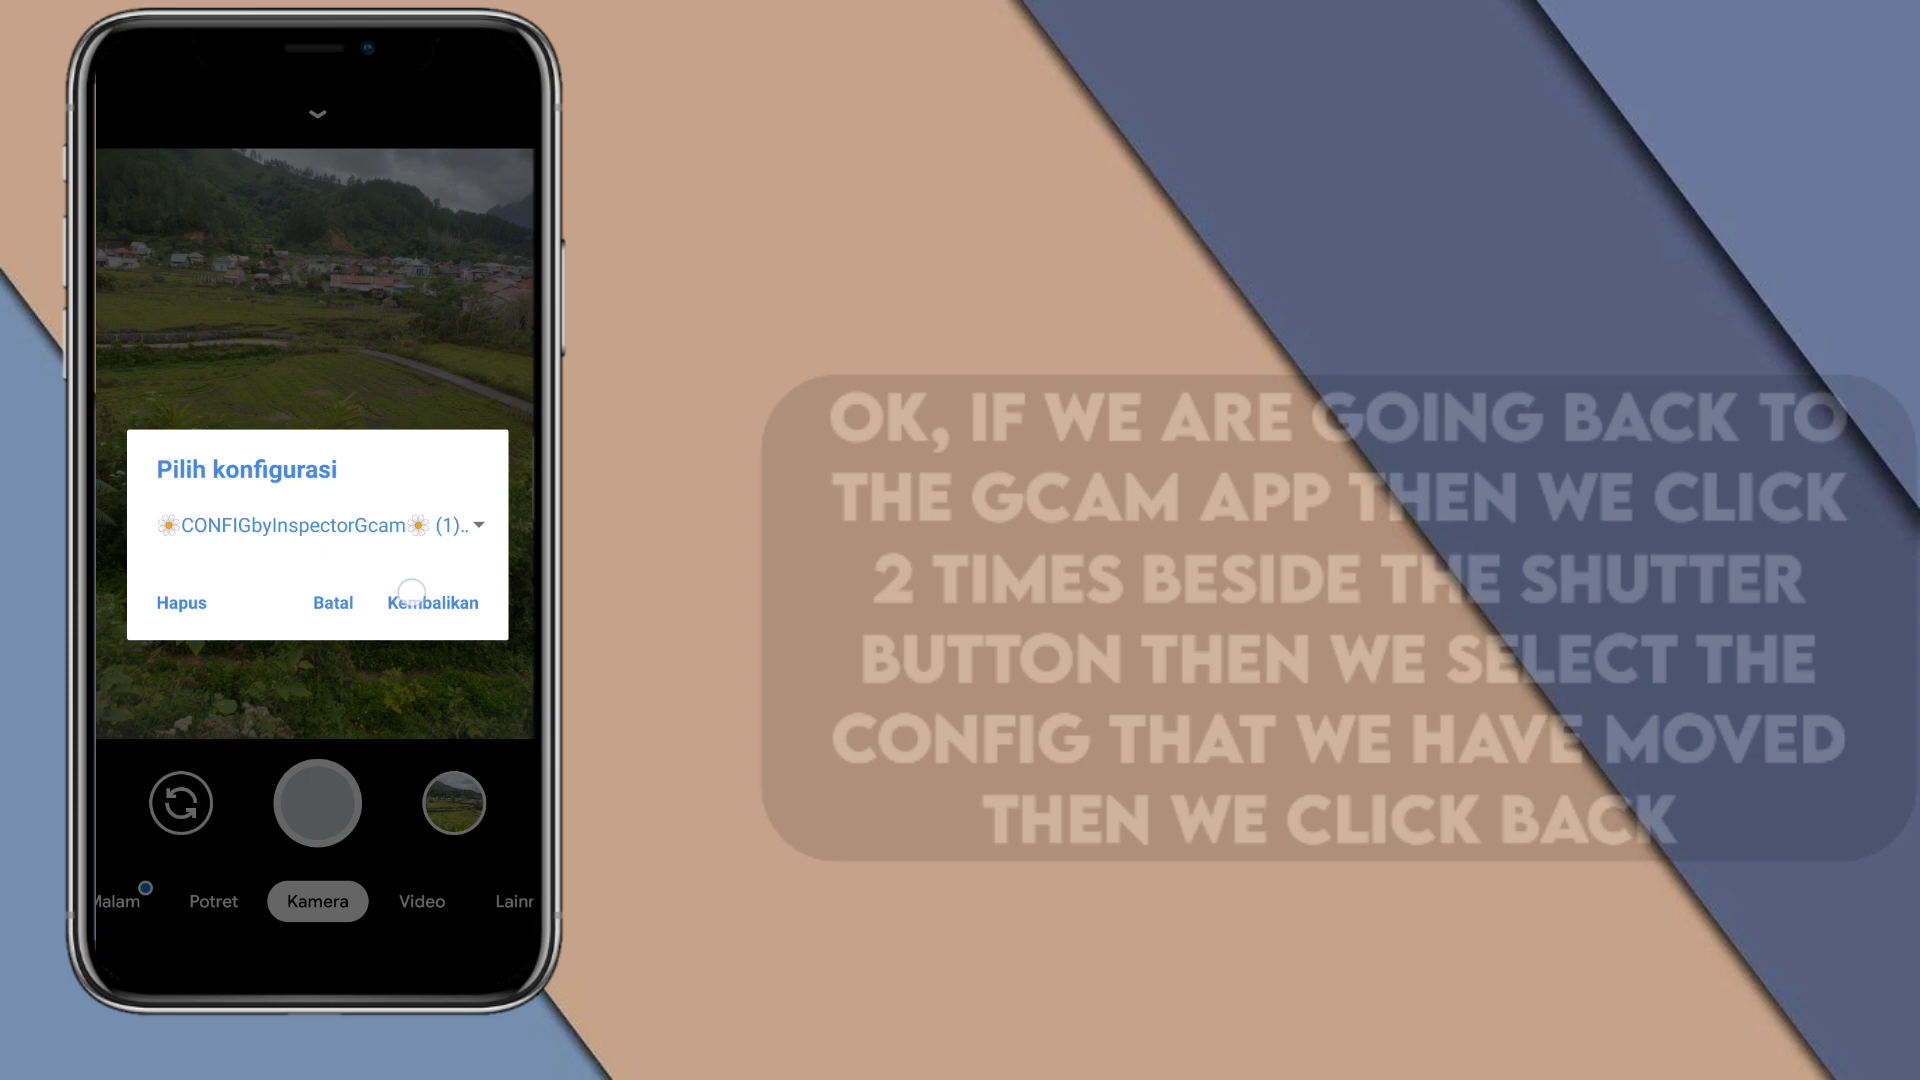 Pilih konfigurasi
🌼CONFIGbyInspectorGcam🌼 (1)..
Hapus Batal Kembalikan
Malam Potret Kamera Video Lainr
OK, IF WE ARE GOING BACK TO
THE GCAM APP THEN WE CLICK
2 TIMES BESIDE THE SHUTTER
BUTTON THEN WE SELECT THE
CONFIG THAT WE HAVE MOVED
THEN WE CLICK BACK